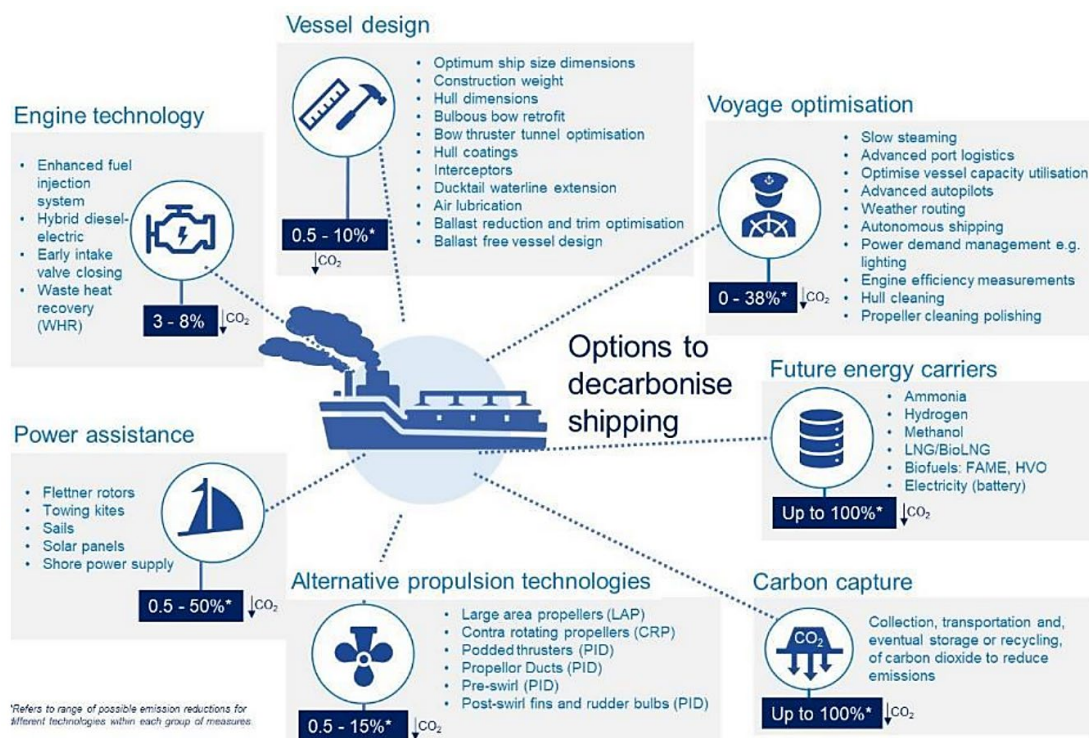 Vessel design
• Optimum ship size dimensions
• Construction weight
• Hull dimensions
• Bulbous bow retrofit
• Bow thruster tunnel optimisation
• Hull coatings
• Interceptors
• Ducktail waterline extension
• Air lubrication
• Ballast reduction and trim optimisation
• Ballast free vessel design
0.5 - 10%*
↓CO2
Engine technology
• Enhanced fuel
injection
system
• Hybrid diesel-
electric
• Early intake
valve closing
• Waste heat
recovery
(WHR)
3 - 8%
↓CO2
Voyage optimisation
• Slow steaming
• Advanced port logistics
• Optimise vessel capacity utilisation
• Advanced autopilots
• Weather routing
• Autonomous shipping
• Power demand management e.g.
lighting
• Engine efficiency measurements
• Hull cleaning
• Propeller cleaning polishing
0 - 38%*
↓CO2
Options to
decarbonise
shipping
Future energy carriers
• Ammonia
• Hydrogen
• Methanol
• LNG/BioLNG
• Biofuels: FAME, HVO
• Electricity (battery)
Up to 100%*
↓CO2
Power assistance
• Flettner rotors
• Towing kites
• Sails
• Solar panels
• Shore power supply
0.5 - 50%*
↓CO2
Alternative propulsion technologies
• Large area propellers (LAP)
• Contra rotating propellers (CRP)
• Podded thrusters (PID)
• Propellor Ducts (PID)
• Pre-swirl (PID)
• Post-swirl fins and rudder bulbs (PID)
0.5 - 15%*
↓CO2
Carbon capture
CO2
Collection, transportation and,
eventual storage or recycling,
of carbon dioxide to reduce
emissions
Up to 100%*
↓CO2
*Refers to range of possible emission reductions for
different technologies within each group of measures.